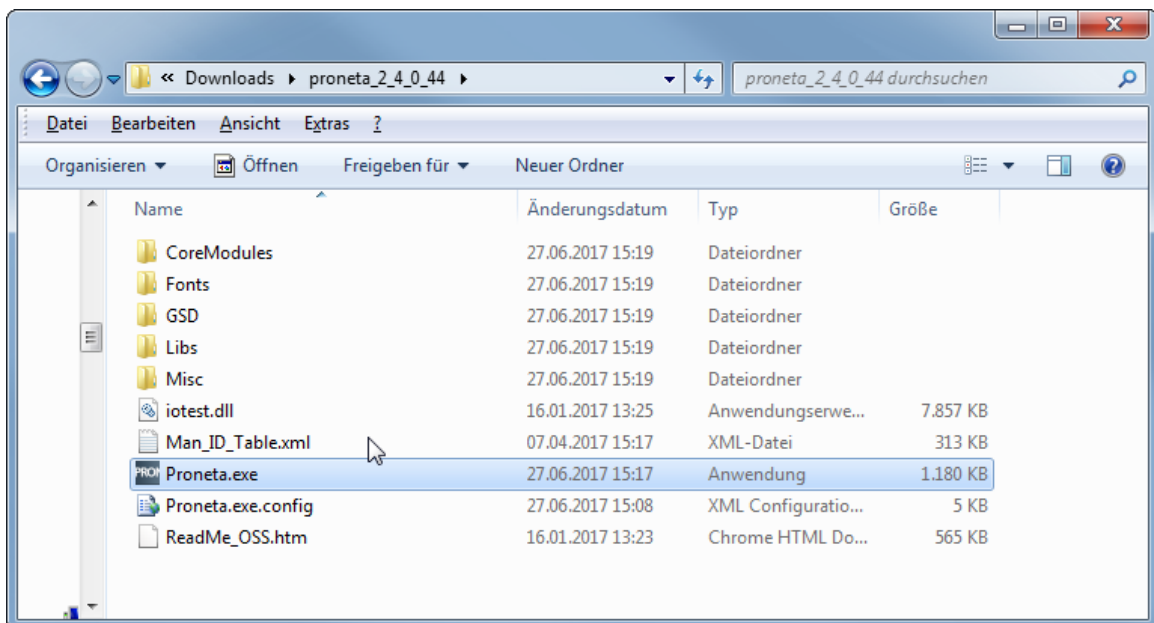 « Downloads proneta_2_4_0_44 proneta_2_4_0_44 durchsuchen
Datei Bearbeiten Ansicht Extras ?
Organisieren Öffnen Freigeben für Neuer Ordner
Name Änderungsdatum Typ Größe
CoreModules 27.06.2017 15:19 Dateiordner
Fonts 27.06.2017 15:19 Dateiordner
GSD 27.06.2017 15:19 Dateiordner
Libs 27.06.2017 15:19 Dateiordner
Misc 27.06.2017 15:19 Dateiordner
iotest.dll 16.01.2017 13:25 Anwendungserwe... 7.857 KB
Man_ID_Table.xml 07.04.2017 15:17 XML-Datei 313 KB
Proneta.exe 27.06.2017 15:17 Anwendung 1.180 KB
Proneta.exe.config 27.06.2017 15:08 XML Configuratio... 5 KB
ReadMe_OSS.htm 16.01.2017 13:23 Chrome HTML Do... 565 KB